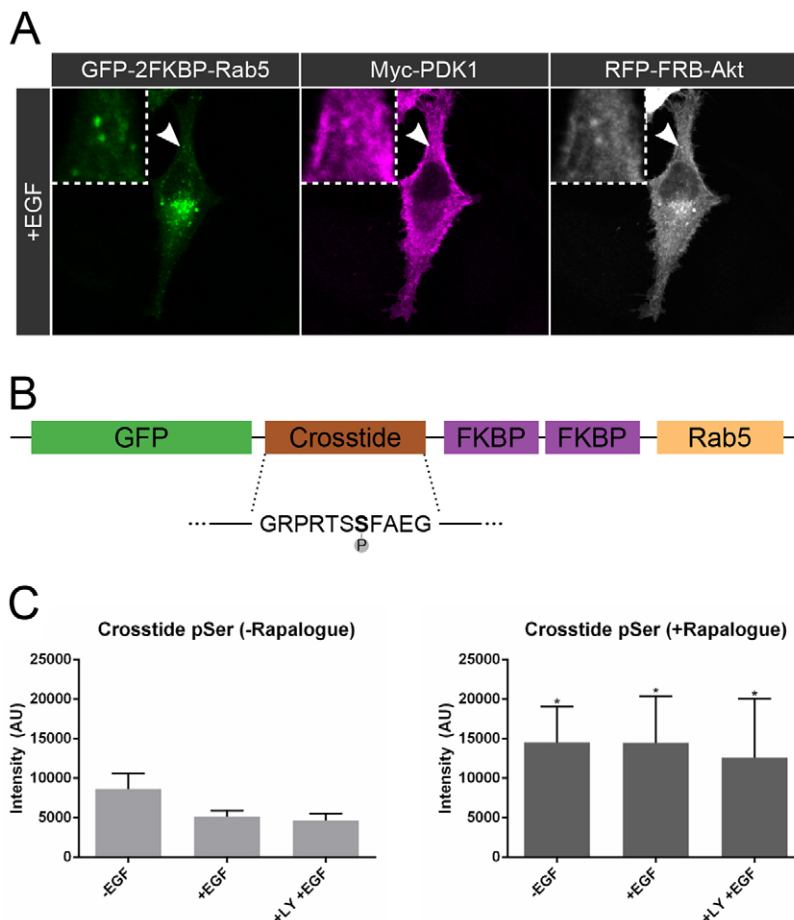 A
GFP-2FKBP-Rab5 Myc-PDK1 RFP-FRB-Akt
+EGF
B
GFP Crosstide FKBP FKBP Rab5
GRPRTSSFAEG
P
C
Crosstide pSer (-Rapalogue)
25000
20000
15000
10000
5000
0
Intensity (AU)
-EGF
+EGF
+LY +EGF
Crosstide pSer (+Rapalogue)
25000
20000
15000
10000
5000
0
Intensity (AU)
* * *
-EGF
+EGF
+LY +EGF